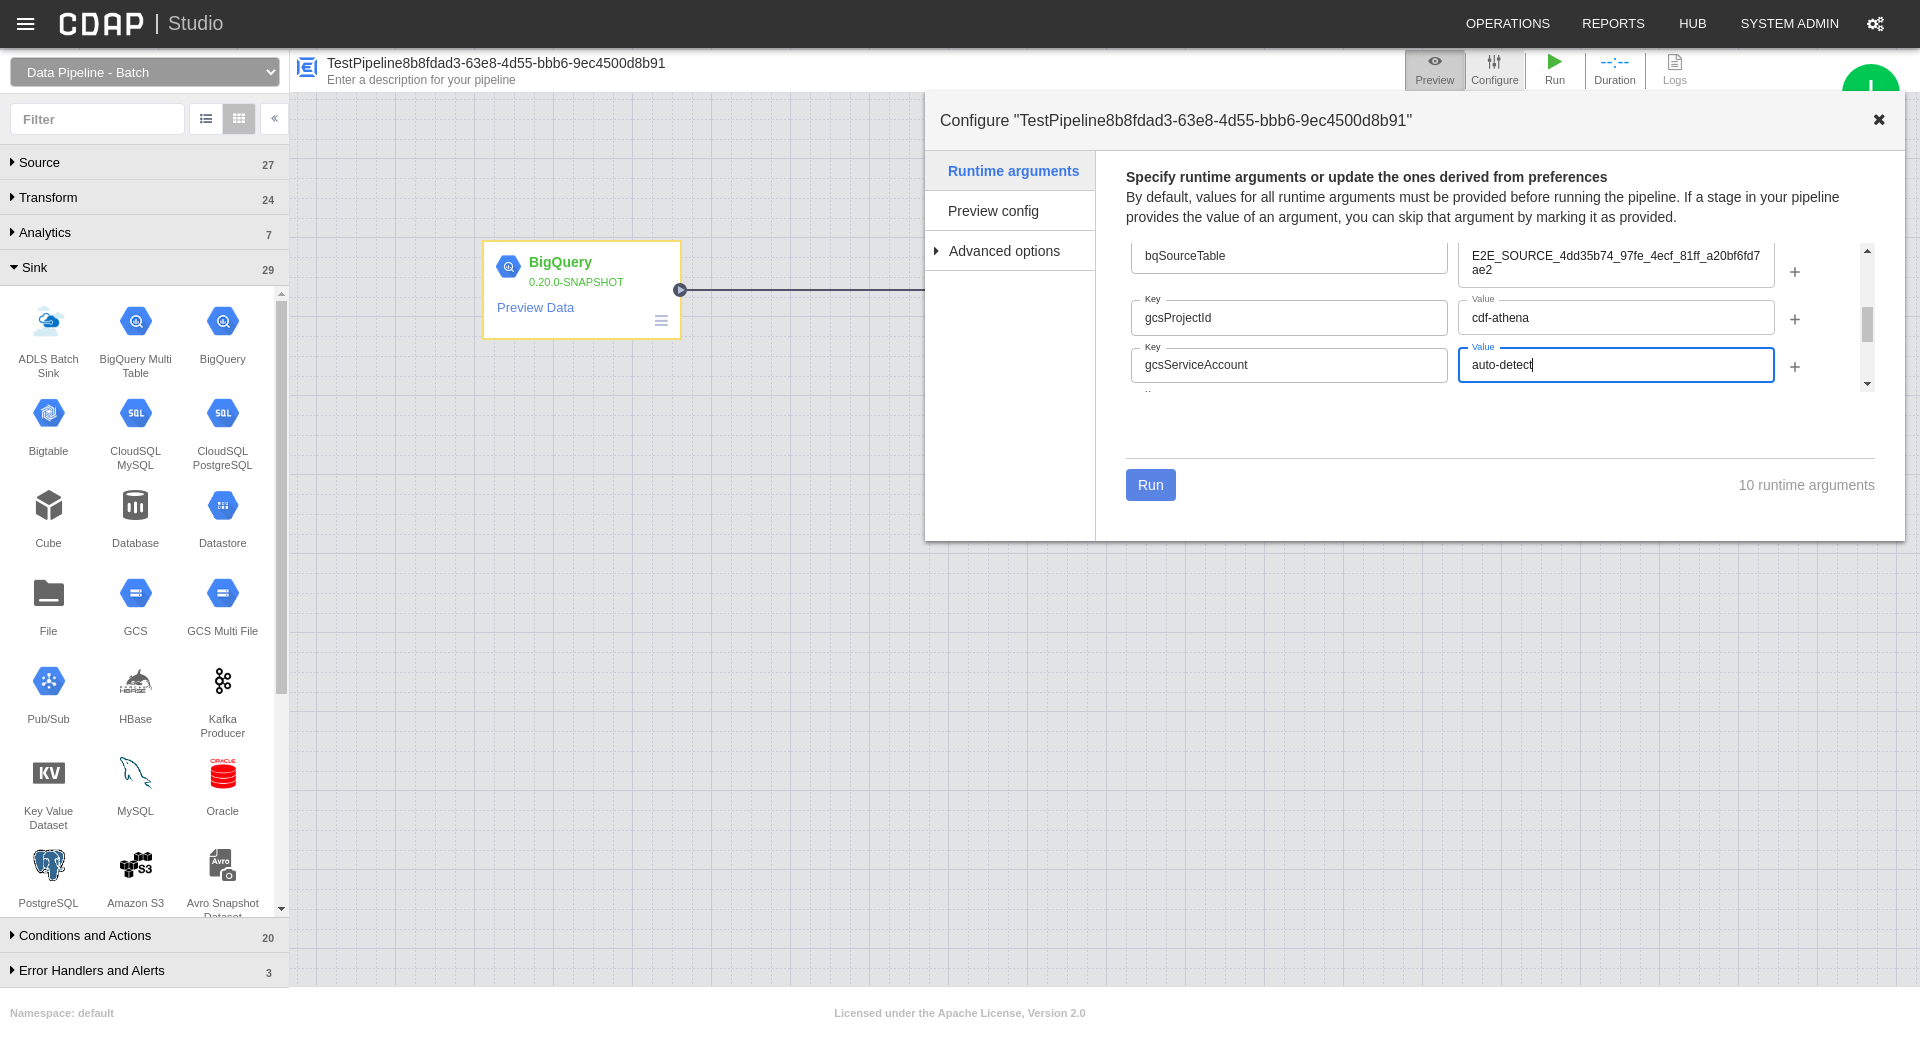 CDAP | Studio
OPERATIONS REPORTS HUB SYSTEM ADMIN
Data Pipeline - Batch
TestPipeline8b8fdad3-63e8-4d55-bbb6-9ec4500d8b91
Enter a description for your pipeline
Preview Configure Run Duration Logs
Filter
Source 27
Transform 24
Analytics 7
Sink 29
ADLS Batch
Sink
BigQuery Multi
Table
BigQuery
Bigtable
CloudSQL
MySQL
CloudSQL
PostgreSQL
Cube
Database
Datastore
File
GCS
GCS Multi File
Pub/Sub
HBase
Kafka
Producer
KV
ORACLE
Key Value
Dataset
MySQL
Oracle
S3
Avro
PostgreSQL
Amazon S3
Avro Snapshot
Dataset
Conditions and Actions 20
Error Handlers and Alerts 3
BigQuery
0.20.0-SNAPSHOT
Preview Data
Configure "TestPipeline8b8fdad3-63e8-4d55-bbb6-9ec4500d8b91"
Runtime arguments
Preview config
Advanced options
Specify runtime arguments or update the ones derived from preferences
By default, values for all runtime arguments must be provided before running the pipeline. If a stage in your pipeline
provides the value of an argument, you can skip that argument by marking it as provided.
bqSourceTable
E2E_SOURCE_4dd35b74_97fe_4ecf_81ff_a20bf6fd7
ae2
Key
gcsProjectId
Value
cdf-athena
Key
gcsServiceAccount
Value
auto-detect
Run
10 runtime arguments
Namespace: default
Licensed under the Apache License, Version 2.0